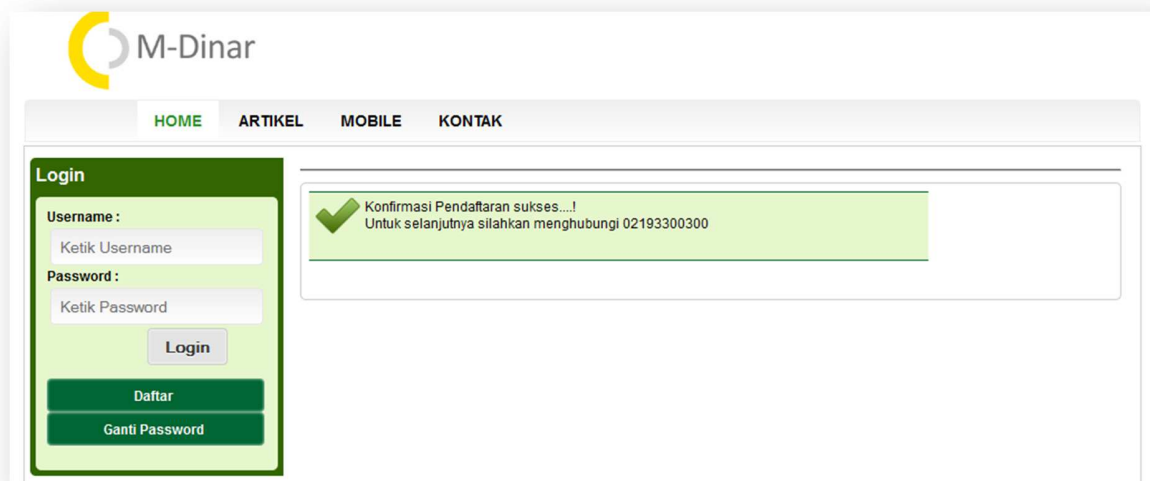 M-Dinar
HOME ARTIKEL MOBILE KONTAK
Login
Username :
Ketik Username
Password :
Ketik Password
Login
Daftar
Ganti Password
Konfirmasi Pendaftaran sukses....!
Untuk selanjutnya silahkan menghubungi 02193300300